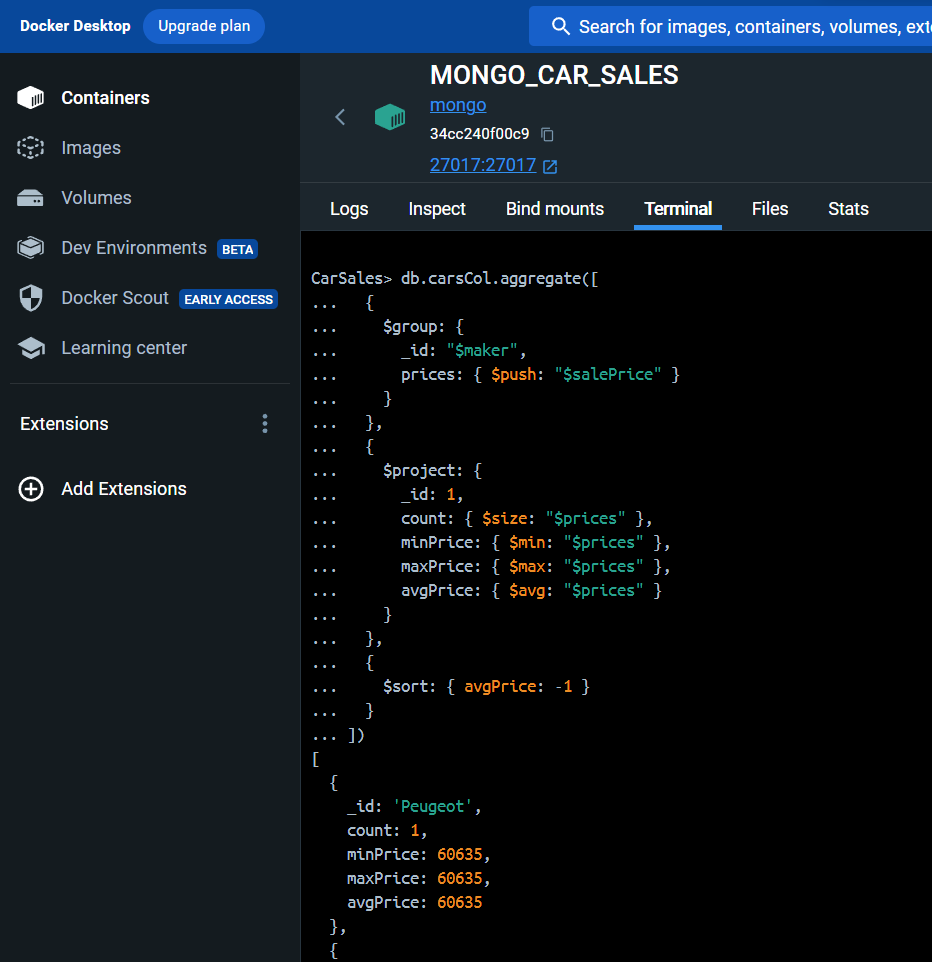 Docker Desktop
Upgrade plan
Search for images, containers, volumes, ext
Containers
Images
Volumes
Dev Environments BETA
Docker Scout EARLY ACCESS
Learning center
Extensions
Add Extensions
MONGO_CAR_SALES
mongo
34cc240f00c9
27017:27017
Logs Inspect Bind mounts Terminal Files Stats
CarSales> db.carsCol.aggregate([
...   {
...     $group: {
...       _id: "$maker",
...       prices: { $push: "$salePrice" }
...     }
...   },
...   {
...     $project: {
...       _id: 1,
...       count: { $size: "$prices" },
...       minPrice: { $min: "$prices" },
...       maxPrice: { $max: "$prices" },
...       avgPrice: { $avg: "$prices" }
...     }
...   },
...   {
...     $sort: { avgPrice: -1 }
...   }
... ])
[
  {
    _id: 'Peugeot',
    count: 1,
    minPrice: 60635,
    maxPrice: 60635,
    avgPrice: 60635
  },
  {